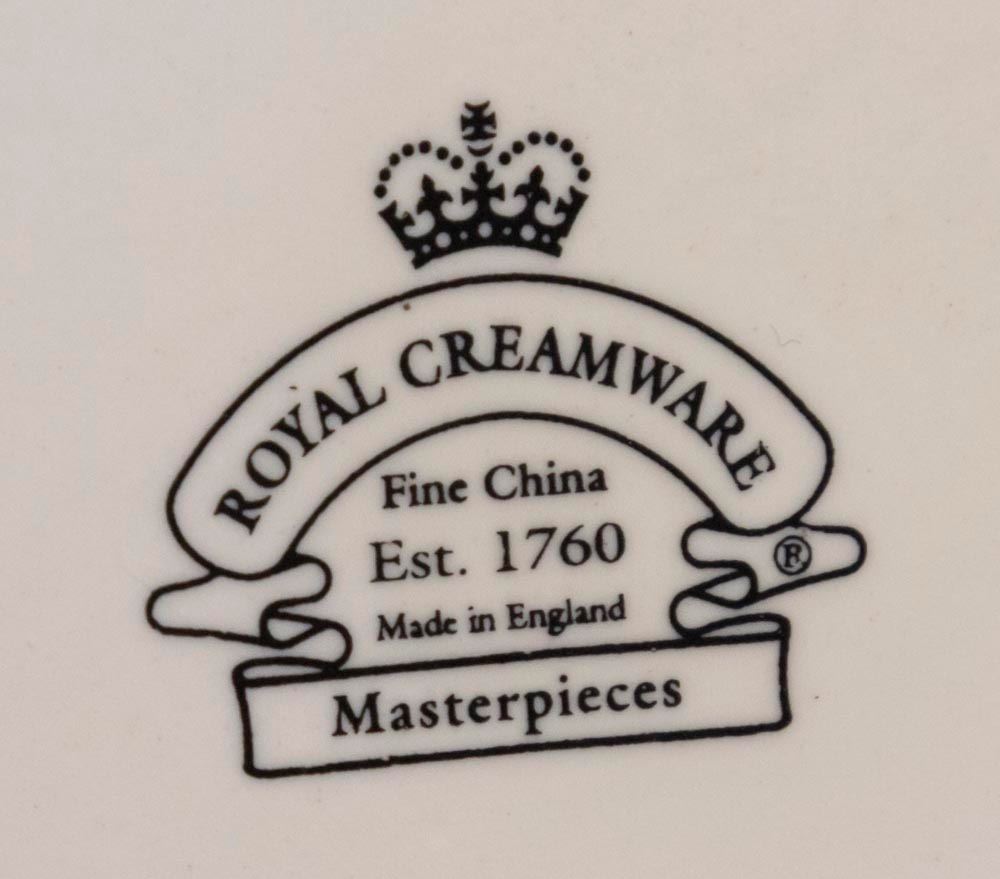 ROYAL CREAMWARE
Fine China
Est. 1760
®
Made in England
Masterpieces